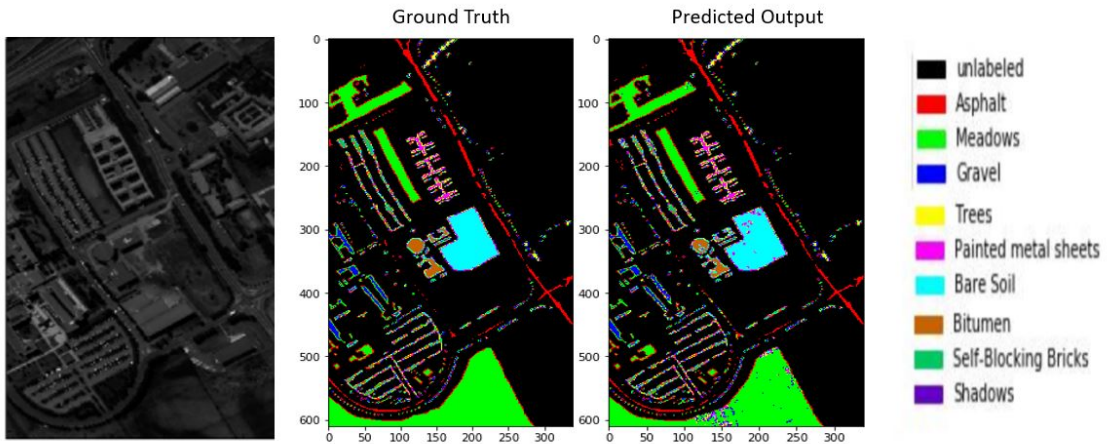 Ground Truth
Predicted Output
0
100
200
300
400
500
600
0 50 100 150 200 250 300
0
100
200
300
400
500
600
0 50 100 150 200 250 300
unlabeled
Asphalt
Meadows
Gravel
Trees
Painted metal sheets
Bare Soil
Bitumen
Self-Blocking Bricks
Shadows